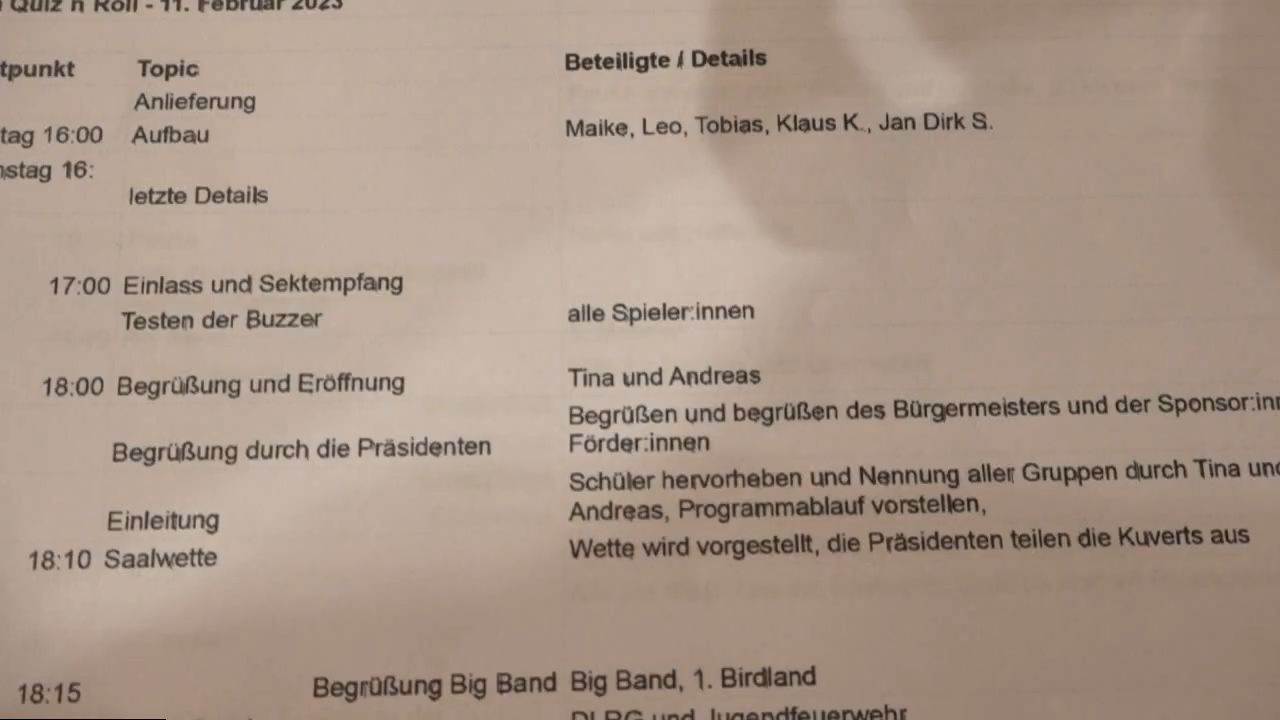 Quiz n Roll - 11. Februar 2023
tpunkt Topic Beteiligte / Details
Anlieferung
tag 16:00 Aufbau Maike, Leo, Tobias, Klaus K., Jan Dirk S.
stag 16:
letzte Details
17:00 Einlass und Sektempfang
Testen der Buzzer alle Spieler:innen
18:00 Begrüßung und Eröffnung Tina und Andreas
Begrüßen und begrüßen des Bürgermeisters und der Sponsor:inn
Begrüßung durch die Präsidenten Förder:innen
Schüler hervorheben und Nennung aller Gruppen durch Tina und
Einleitung Andreas, Programmablauf vorstellen,
18:10 Saalwette Wette wird vorgestellt, die Präsidenten teilen die Kuverts aus
18:15 Begrüßung Big Band Big Band, 1. Birdland
DLRG und Jugendfeuerwehr